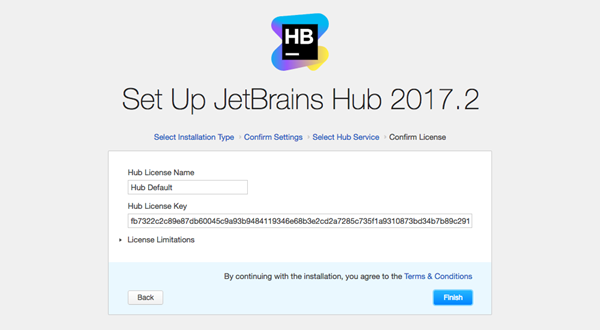 HB
Set Up JetBrains Hub 2017.2
Select Installation Type › Confirm Settings › Select Hub Service › Confirm License
Hub License Name
Hub Default
Hub License Key
fb7322c2c89e87db60045c9a93b9484119346e68b3e2cd2a7285c735f1a9310873bd34b7b89c291
License Limitations
By continuing with the installation, you agree to the Terms & Conditions
Back Finish